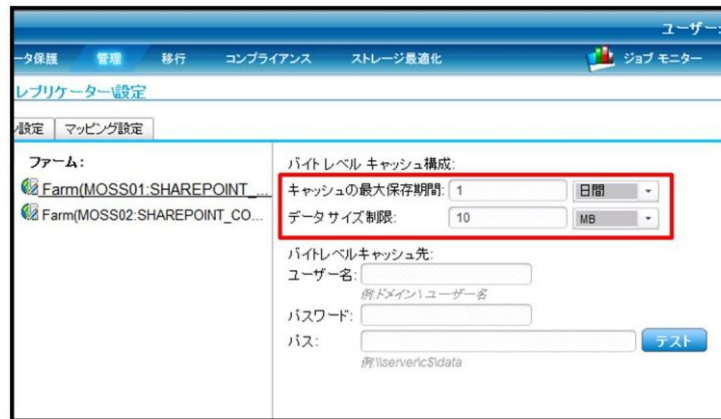 ユーザー
ータ保護 管理 移行 コンプライアンス ストレージ最適化 ジョブ モニター
レプリケーター\設定
設定 マッピング設定
ファーム:
Farm(MOSS01:SHAREPOINT_...
Farm(MOSS02:SHAREPOINT_CO...
バイトレベル キャッシュ構成:
キャッシュの最大保存期間: 1 日間
データ サイズ制限: 10 MB
バイトレベルキャッシュ先:
ユーザー名:
例:ドメイン\ユーザー名
パスワード:
パス: テスト
例:\\server\c$\data